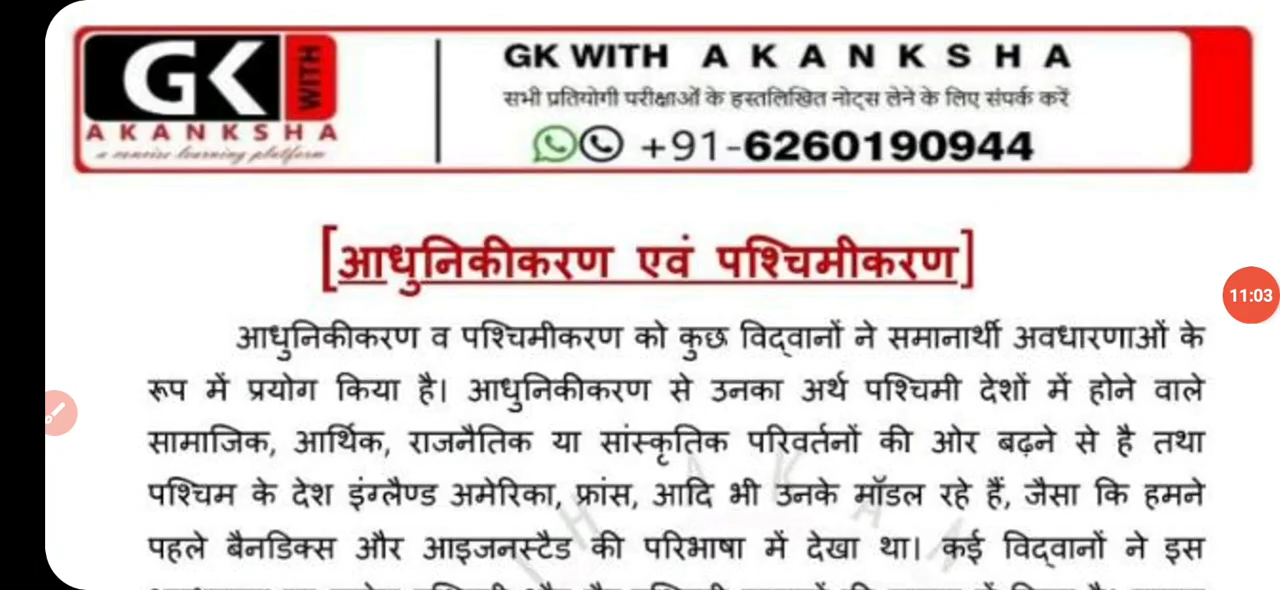 GK WITH
AKANKSHA
a concise learning platform
GK WITH AKANKSHA
सभी प्रतियोगी परीक्षाओं के हस्तलिखित नोट्स लेने के लिए संपर्क करें
+91-6260190944
[आधुनिकीकरण एवं पश्चिमीकरण]
11:03
आधुनिकीकरण व पश्चिमीकरण को कुछ विद्वानों ने समानार्थी अवधारणाओं के
रूप में प्रयोग किया है। आधुनिकीकरण से उनका अर्थ पश्चिमी देशों में होने वाले
सामाजिक, आर्थिक, राजनैतिक या सांस्कृतिक परिवर्तनों की ओर बढ़ने से है तथा
पश्चिम के देश इंग्लैण्ड अमेरिका, फ्रांस, आदि भी उनके मॉडल रहे हैं, जैसा कि हमने
पहले बैनडिक्स और आइजनस्टैड की परिभाषा में देखा था। कई विद्वानों ने इस